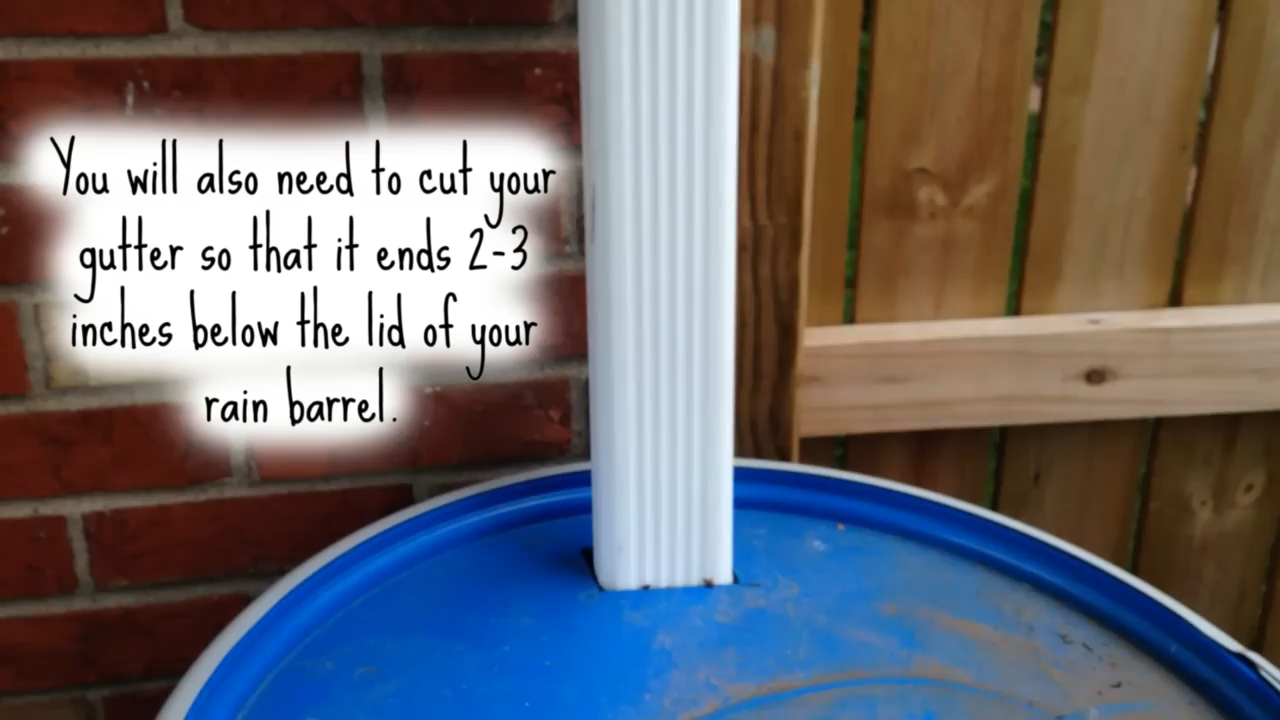 You will also need to cut your
gutter so that it ends 2-3
inches below the lid of your
rain barrel.